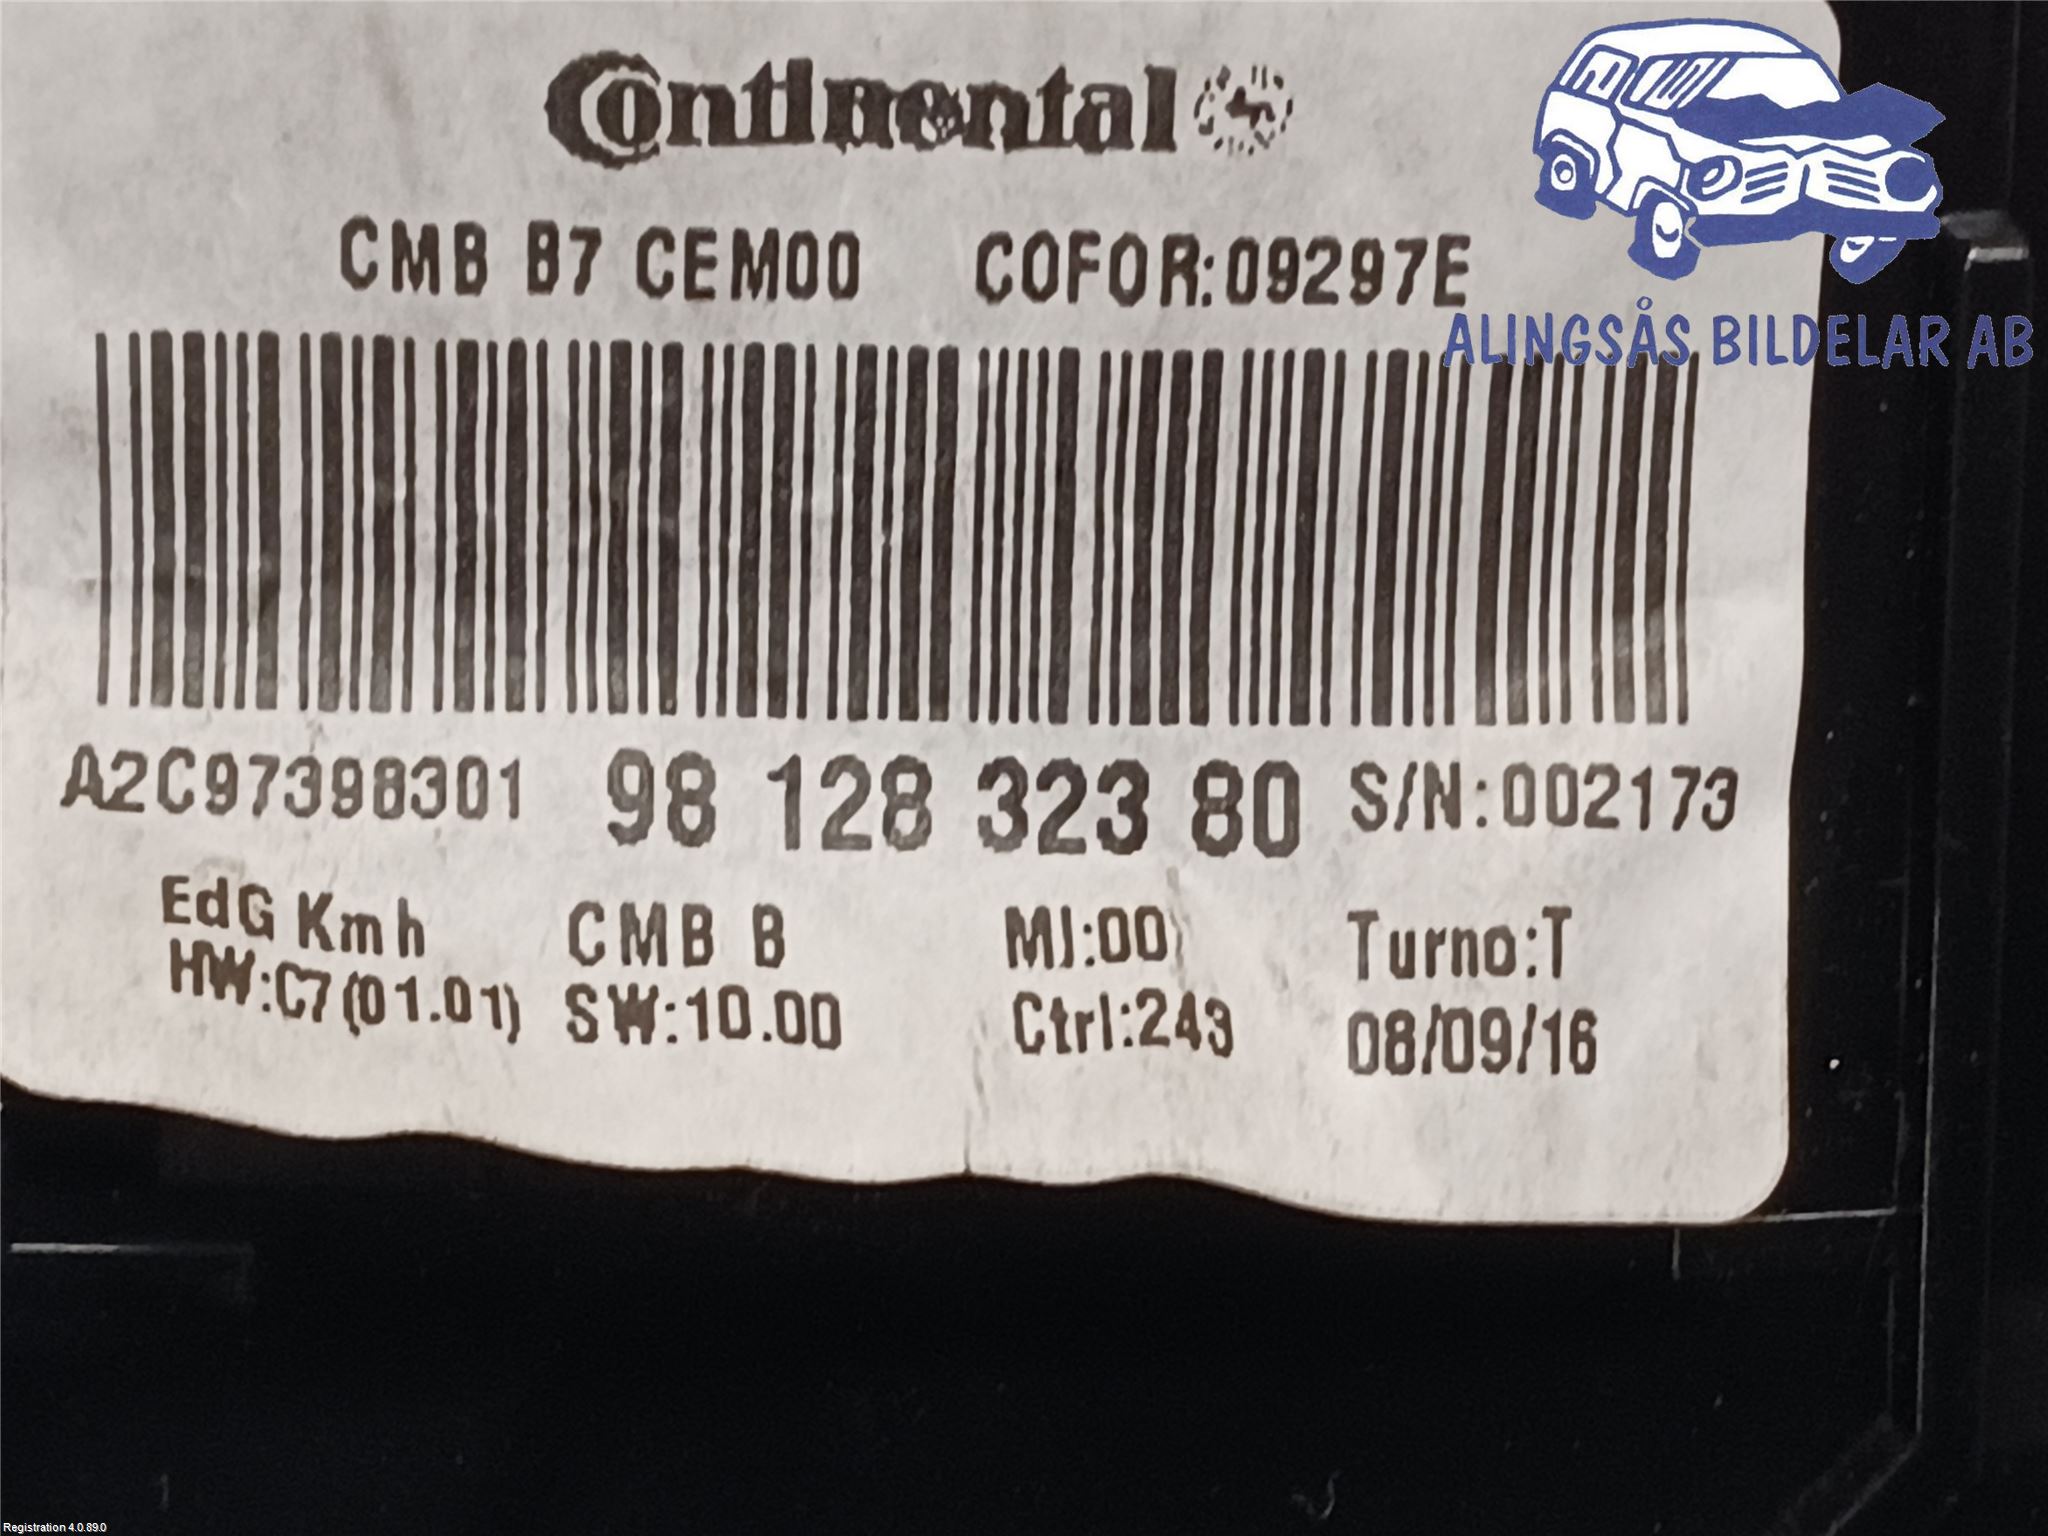 Continental
CMB B7 CEM00 COFOR:09297E
ALINGSÅS BILDELAR AB
A2C97398301 98 128 323 80 S/N:002173
EdG Kmh CMB B MI:00 Turno:T
HW:C7(01.01) SW:10.00 Ctrl:243 08/09/16
Registration 4.0.89.0